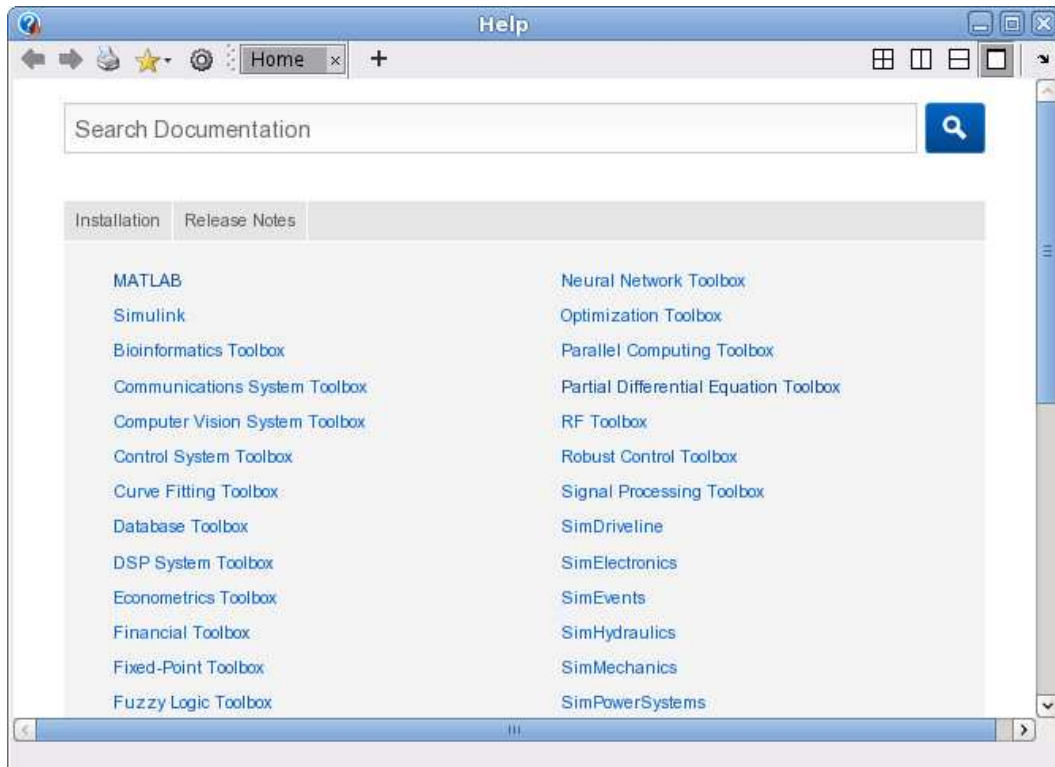 Help
Home
Search Documentation
Installation Release Notes
MATLAB
Simulink
Bioinformatics Toolbox
Communications System Toolbox
Computer Vision System Toolbox
Control System Toolbox
Curve Fitting Toolbox
Database Toolbox
DSP System Toolbox
Econometrics Toolbox
Financial Toolbox
Fixed-Point Toolbox
Fuzzy Logic Toolbox
Neural Network Toolbox
Optimization Toolbox
Parallel Computing Toolbox
Partial Differential Equation Toolbox
RF Toolbox
Robust Control Toolbox
Signal Processing Toolbox
SimDriveline
SimElectronics
SimEvents
SimHydraulics
SimMechanics
SimPowerSystems